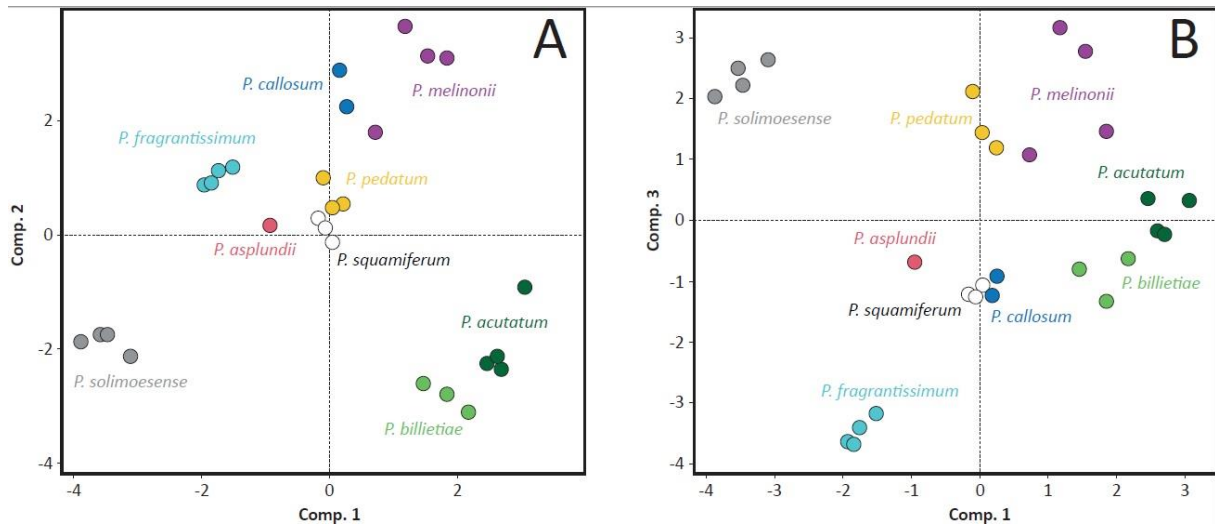 A
P. callosum
P. melinonii
P. fragrantissimum
P. pedatum
P. asplundii
P. squamiferum
P. acutatum
P. solimoesense
P. billietiae
Comp. 2
2
0
-2
-4
-4
-2
0
2
Comp. 1
B
P. solimoesense
P. pedatum
P. melinonii
P. acutatum
P. asplundii
P. billietiae
P. squamiferum
P. callosum
P. fragrantissimum
Comp. 3
3
2
1
0
-1
-2
-3
-4
-4
-3
-2
-1
0
1
2
3
Comp. 1